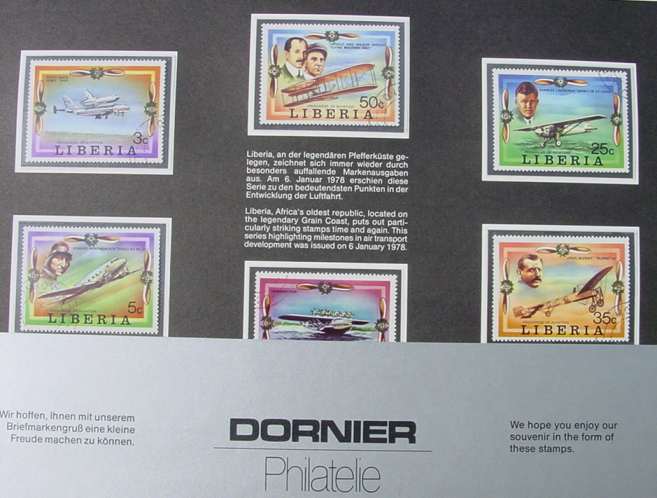 3c
LIBERIA
50c
LIBERIA
25c
LIBERIA
Liberia, an der legendären Pfefferküste ge-
legen, zeichnet sich immer wieder durch
besonders auffallende Markenausgaben
aus. Am 6. Januar 1978 erschien diese
Serie zu den bedeutendsten Punkten in der
Entwicklung der Luftfahrt.
Liberia, Africa's oldest republic, located on
the legendary Grain Coast, puts out parti-
cularly striking stamps time and again. This
series highlighting milestones in air transport
development was issued on 6 January 1978.
5c
LIBERIA
35c
LIBERIA
Wir hoffen, Ihnen mit unserem
Briefmarkengruß eine kleine
Freude machen zu können.
DORNIER
Philatelie
We hope you enjoy our
souvenir in the form of
these stamps.